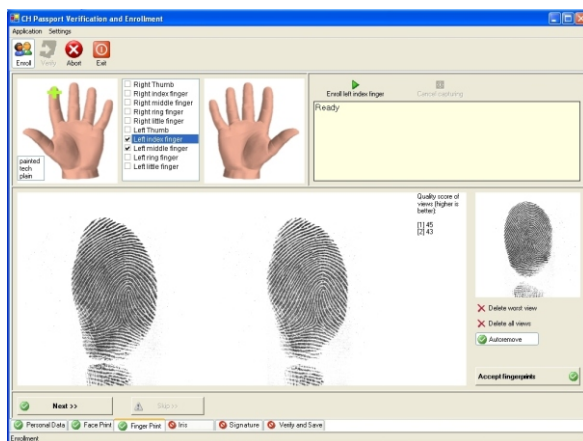 CH Passport Verification and Enrollment
Application Settings
Enroll Verify Abort Exit
Right Thumb
Right index finger
Right middle finger
Right ring finger
Right little finger
Left Thumb
Left index finger
Left middle finger
Left ring finger
Left little finger
painted
tech
plain
Enroll left index finger Cancel capturing
Ready
Quality score of
views (higher is
better):
[1] 45
[2] 43
Delete worst view
Delete all views
Autoremove
Accept fingerprints
Next >> Skip >>
Personal Data Face Print Finger Print Iris Signature Verify and Save
Enrollment